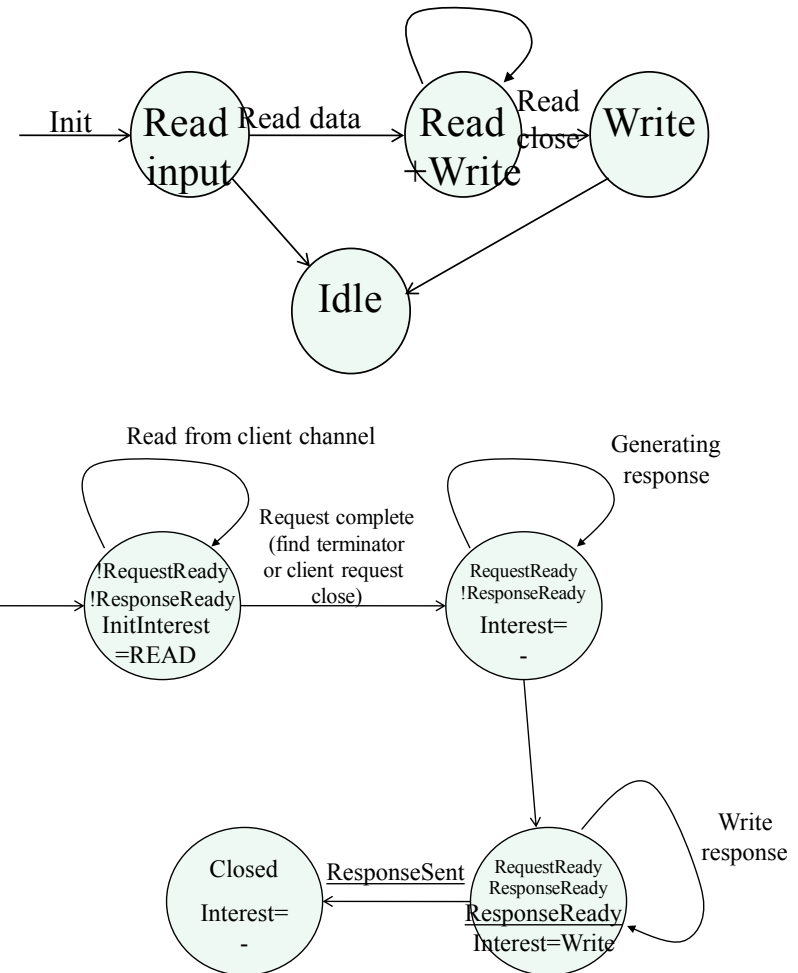 Init
Read
input
Read data
Read
+Write
Read
close
Write
Idle
Read from client channel
Generating
response
Request complete
(find terminator
or client request
close)
!RequestReady
!ResponseReady
InitInterest
=READ
RequestReady
!ResponseReady
Interest=
-
Write
response
Closed
Interest=
-
ResponseSent
RequestReady
ResponseReady
ResponseReady
Interest=Write